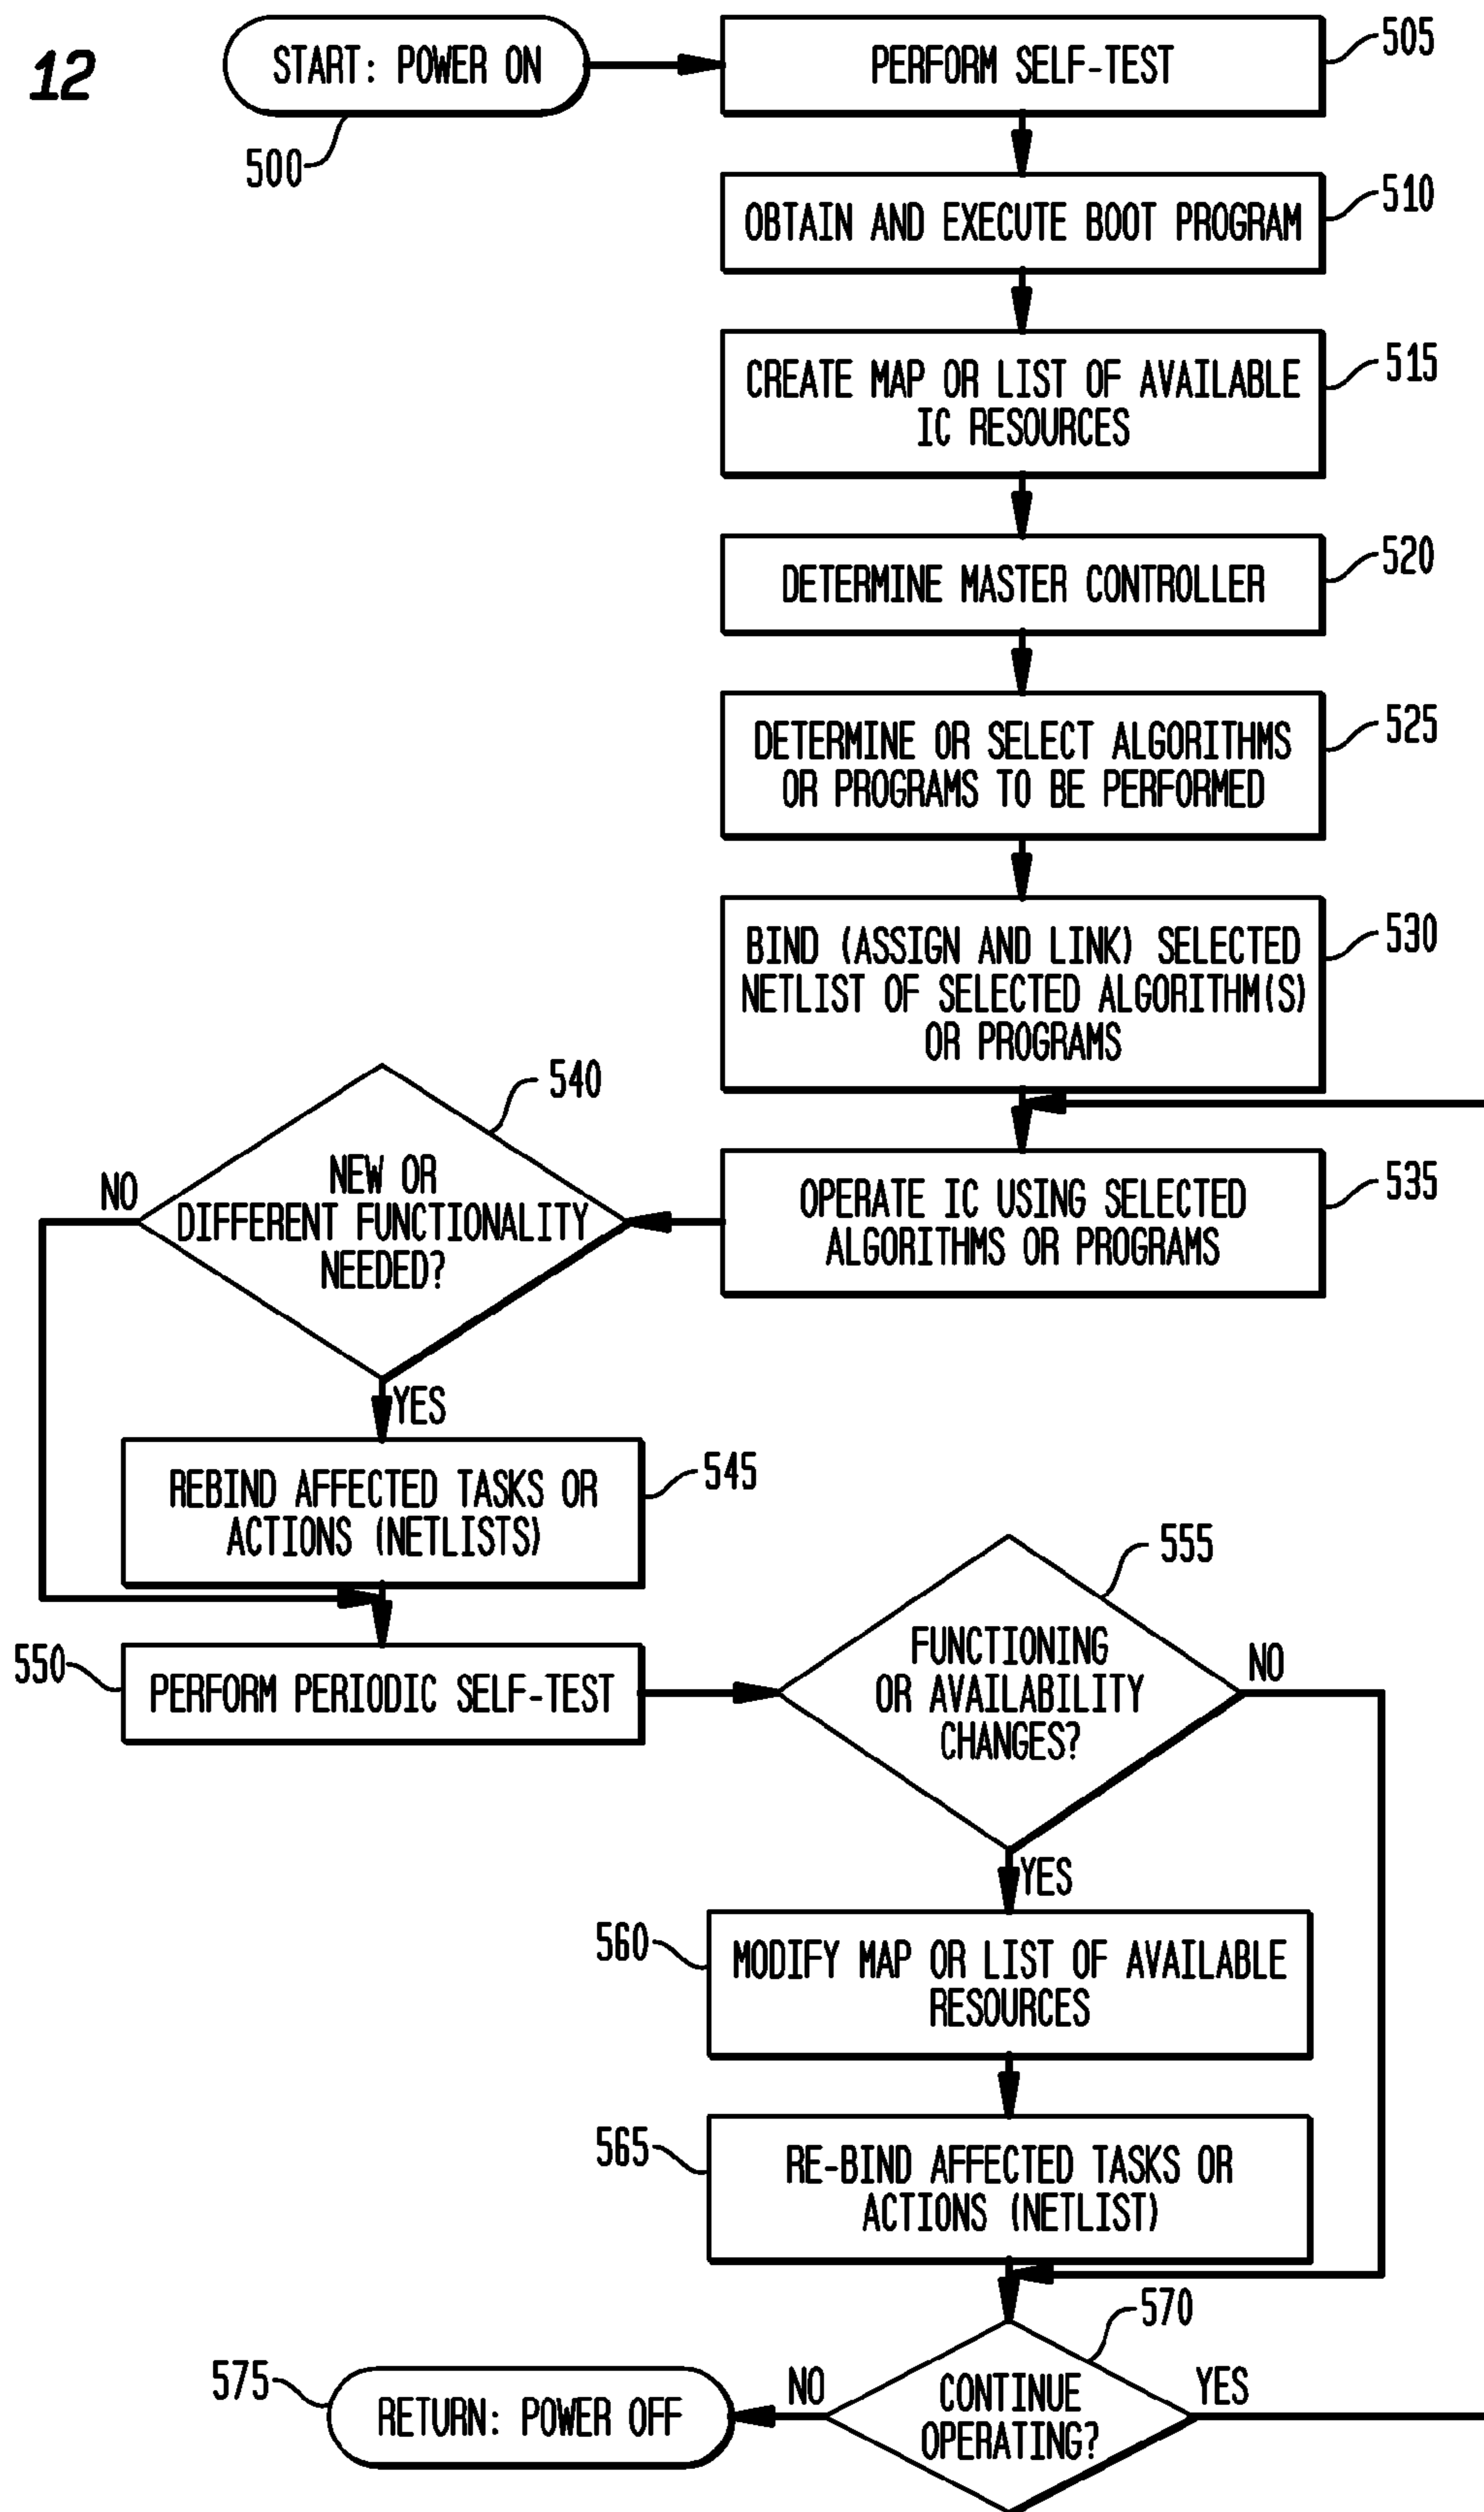 12
START: POWER ON
500
PERFORM SELF-TEST
505
OBTAIN AND EXECUTE BOOT PROGRAM
510
CREATE MAP OR LIST OF AVAILABLE
IC RESOURCES
515
DETERMINE MASTER CONTROLLER
520
DETERMINE OR SELECT ALGORITHMS
OR PROGRAMS TO BE PERFORMED
525
BIND (ASSIGN AND LINK) SELECTED
NETLIST OF SELECTED ALGORITHM(S)
OR PROGRAMS
530
OPERATE IC USING SELECTED
ALGORITHMS OR PROGRAMS
535
540
NEW OR
DIFFERENT FUNCTIONALITY
NEEDED?
NO
YES
REBIND AFFECTED TASKS OR
ACTIONS (NETLISTS)
545
550
PERFORM PERIODIC SELF-TEST
555
FUNCTIONING
OR AVAILABILITY
CHANGES?
NO
YES
560
MODIFY MAP OR LIST OF AVAILABLE
RESOURCES
565
RE-BIND AFFECTED TASKS OR
ACTIONS (NETLIST)
570
CONTINUE
OPERATING?
YES
NO
575
RETURN: POWER OFF